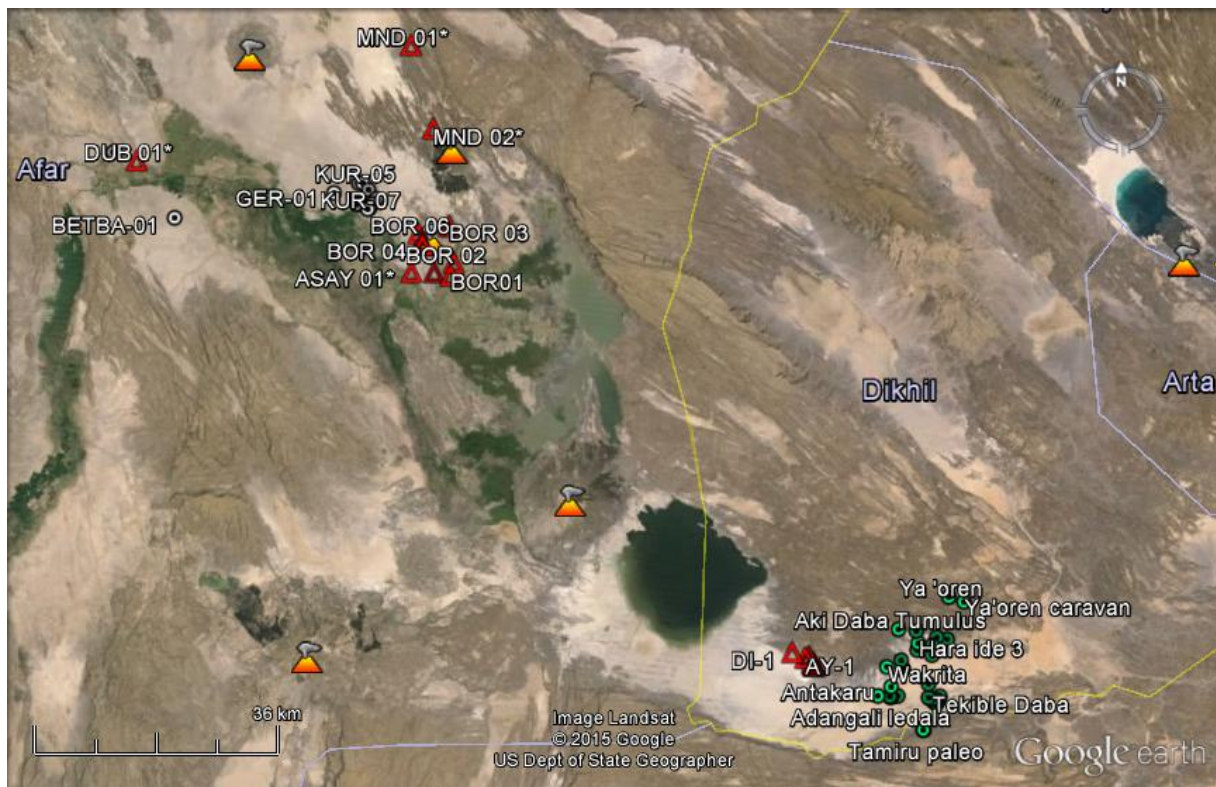 MND 01*
MND 02*
DUB 01*
Afar
KUR-05
GER-01
KUR-07
BETBA-01
BOR 06
BOR 03
BOR 04
BOR 02
ASAY 01*
BOR01
N
Dikhil
Arta
Ya 'oren
Ya'oren caravan
Aki Daba Tumulus
Hara ide 3
DI-1
AY-1
Wakrita
Antakaru
Tekible Daba
Adangali ledala
Tamiru paleo
36 km
Image Landsat
© 2015 Google
US Dept of State Geographer
Google earth